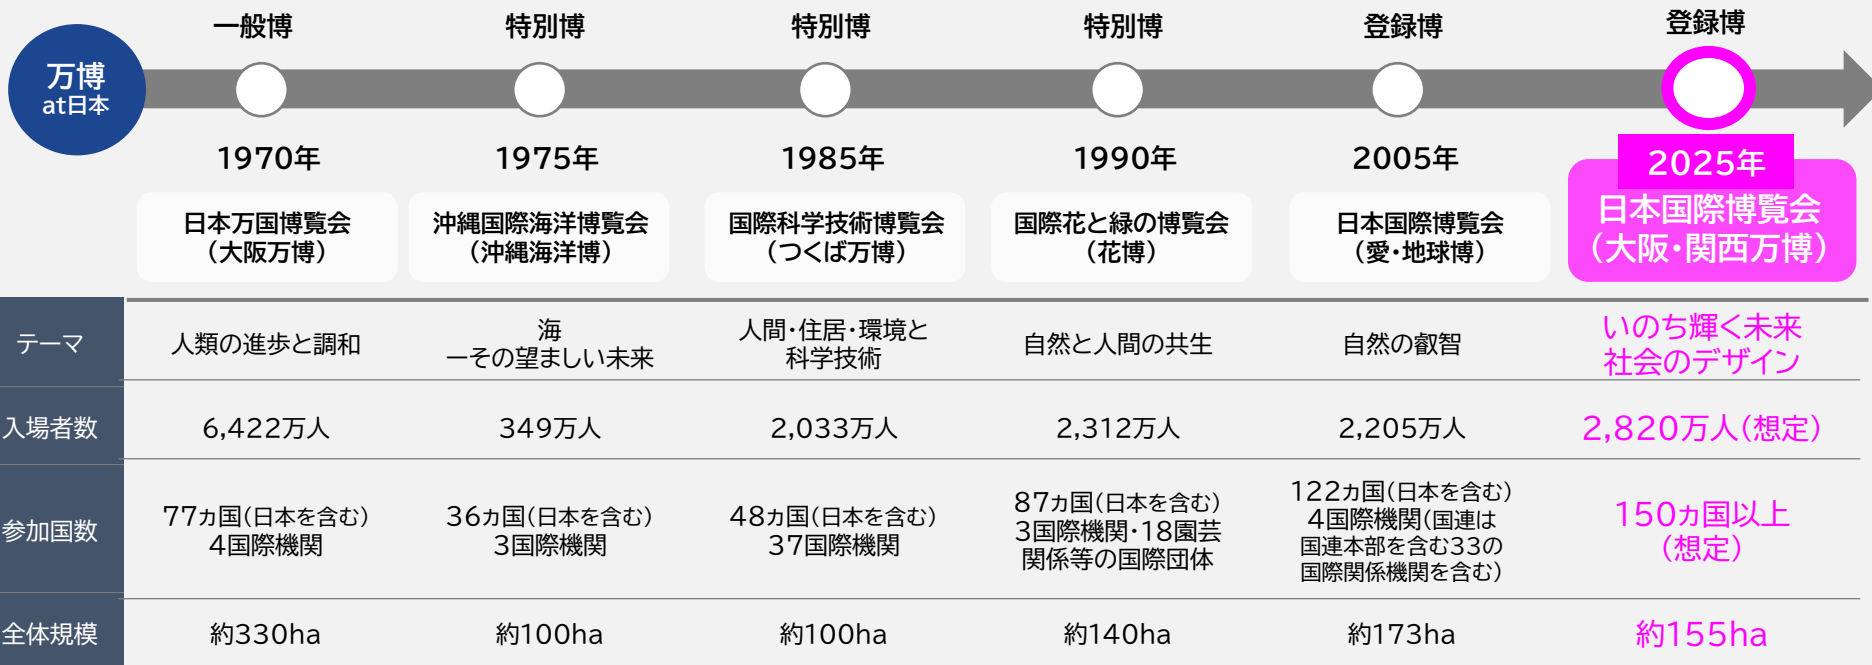 万博
at日本
一般博
特別博
特別博
特別博
登録博
登録博
1970年
1975年
1985年
1990年
2005年
2025年
日本万国博覧会
（大阪万博）
沖縄国際海洋博覧会
（沖縄海洋博）
国際科学技術博覧会
（つくば万博）
国際花と緑の博覧会
（花博）
日本国際博覧会
（愛・地球博）
日本国際博覧会
（大阪・関西万博）
テーマ
人類の進歩と調和
海
ーその望ましい未来
人間・住居・環境と
科学技術
自然と人間の共生
自然の叡智
いのち輝く未来
社会のデザイン
入場者数
6,422万人
349万人
2,033万人
2,312万人
2,205万人
2,820万人（想定）
参加国数
77ヵ国（日本を含む）
4国際機関
36ヵ国（日本を含む）
3国際機関
48ヵ国（日本を含む）
37国際機関
87ヵ国（日本を含む）
3国際機関・18園芸
関係等の国際団体
122ヵ国（日本を含む）
4国際機関（国連は
国連本部を含む33の
国際関係機関を含む）
150ヵ国以上
（想定）
全体規模
約330ha
約100ha
約100ha
約140ha
約173ha
約155ha